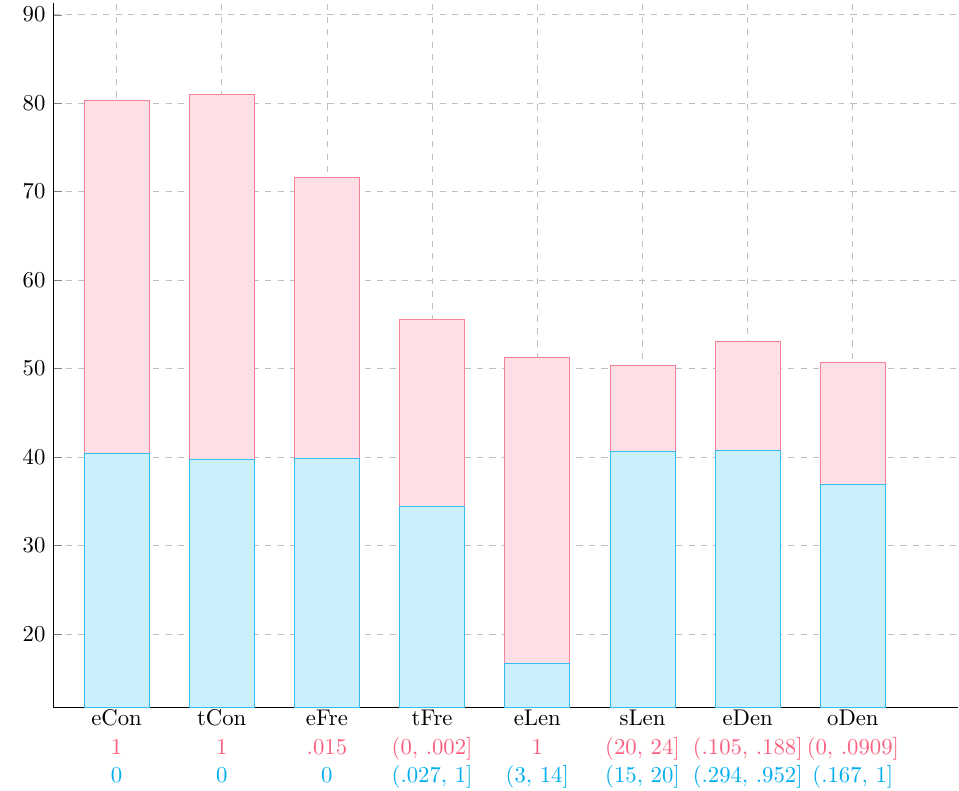 90
80
70
60
50
40
30
20
eCon tCon eFre tFre eLen sLen eDen oDen
1 1 .015 (0, .002] 1 (20, 24] (.105, .188] (0, .0909]
0 0 0 (.027, 1] (3, 14] (15, 20] (.294, .952] (.167, 1]